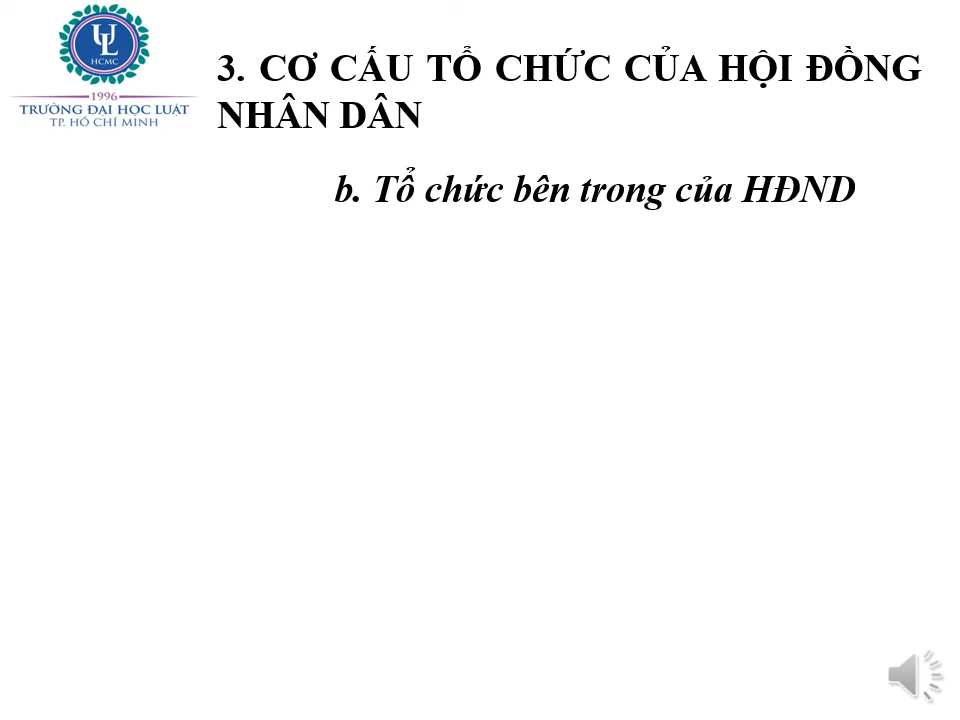 UL
HCMC
1996
TRƯỜNG ĐẠI HỌC LUẬT
TP. HỒ CHÍ MINH
3. CƠ CẤU TỔ CHỨC CỦA HỘI ĐỒNG
NHÂN DÂN
b. Tổ chức bên trong của HĐND